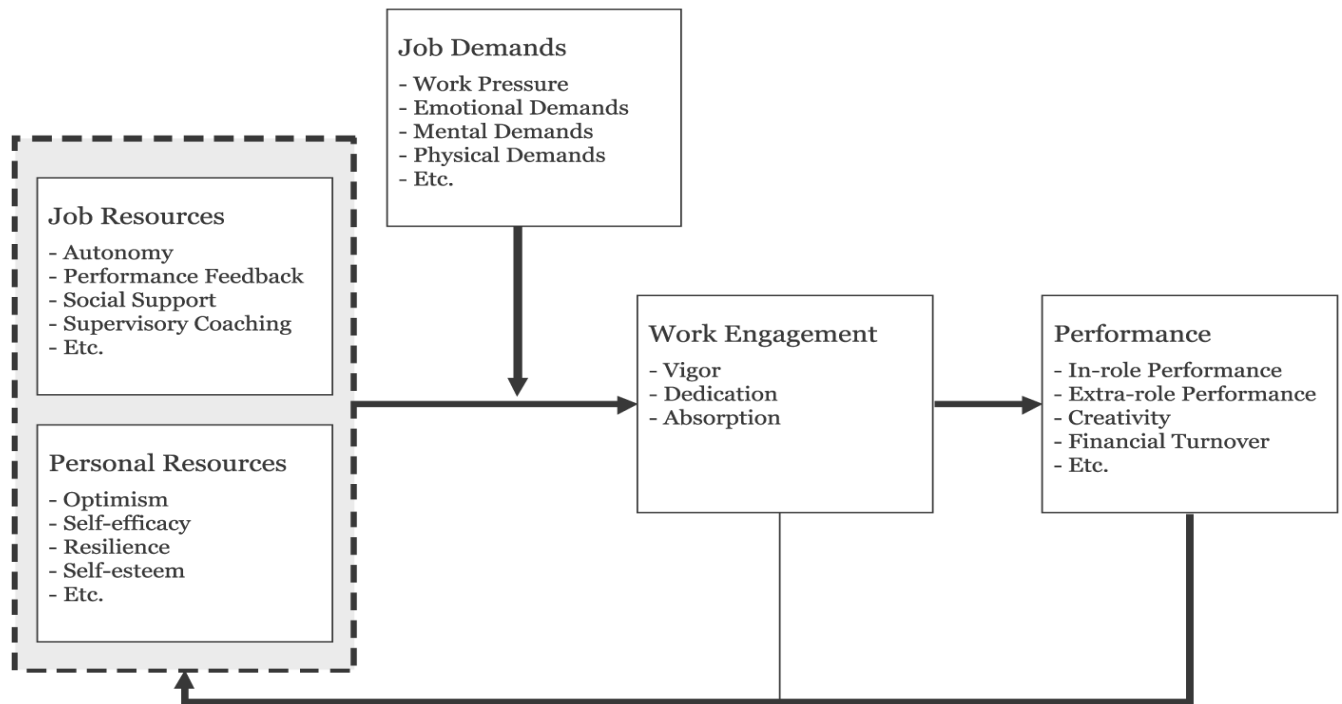 Job Demands
- Work Pressure
- Emotional Demands
- Mental Demands
- Physical Demands
- Etc.
Job Resources
- Autonomy
- Performance Feedback
- Social Support
- Supervisory Coaching
- Etc.
Personal Resources
- Optimism
- Self-efficacy
- Resilience
- Self-esteem
- Etc.
Work Engagement
- Vigor
- Dedication
- Absorption
Performance
- In-role Performance
- Extra-role Performance
- Creativity
- Financial Turnover
- Etc.